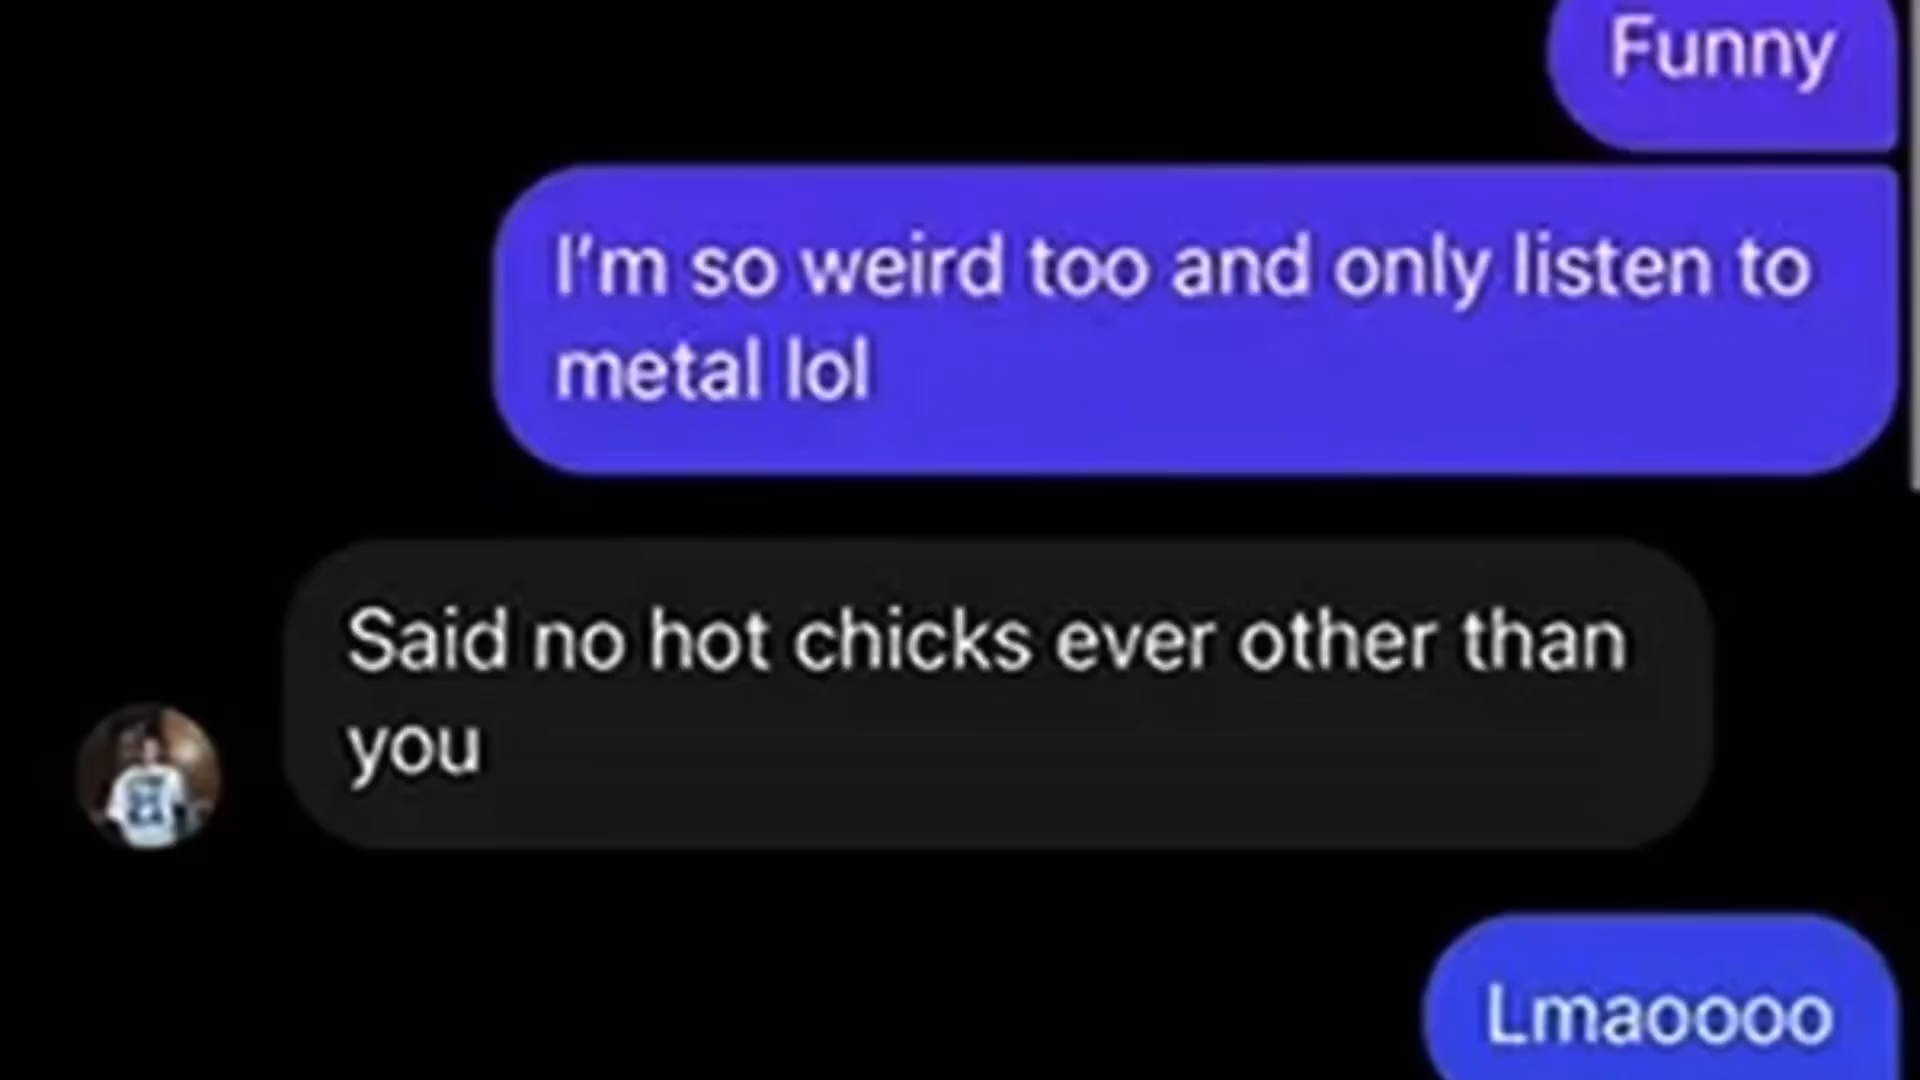 Funny
I'm so weird too and only listen to
metal lol
Said no hot chicks ever other than
you
Lmaoooo